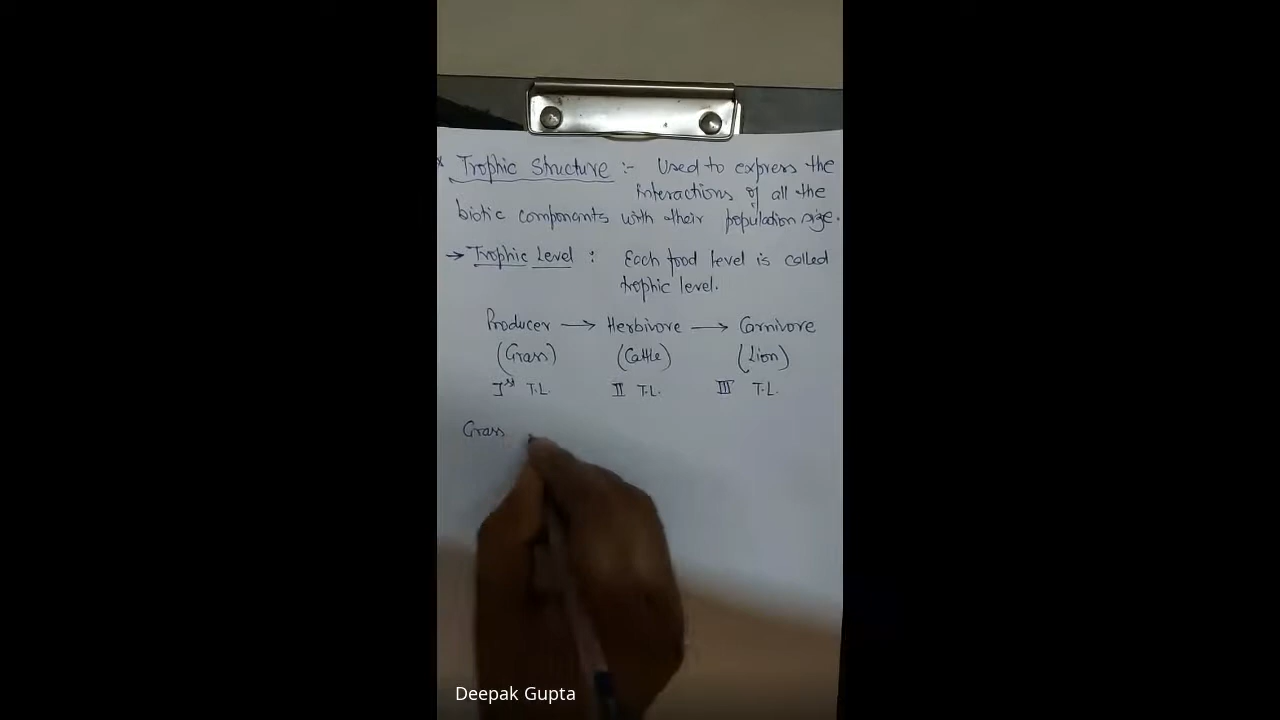 * Trophic Structure :- Used to express the
interactions of all the
biotic componants with their population size.
→ Trophic Level : Each food level is called
trophic level.
Producer → Herbivore → Carnivore
(Grass) (Cattle) (Lion)
Ist T.L. II T.L. III T.L.
Grass
Deepak Gupta